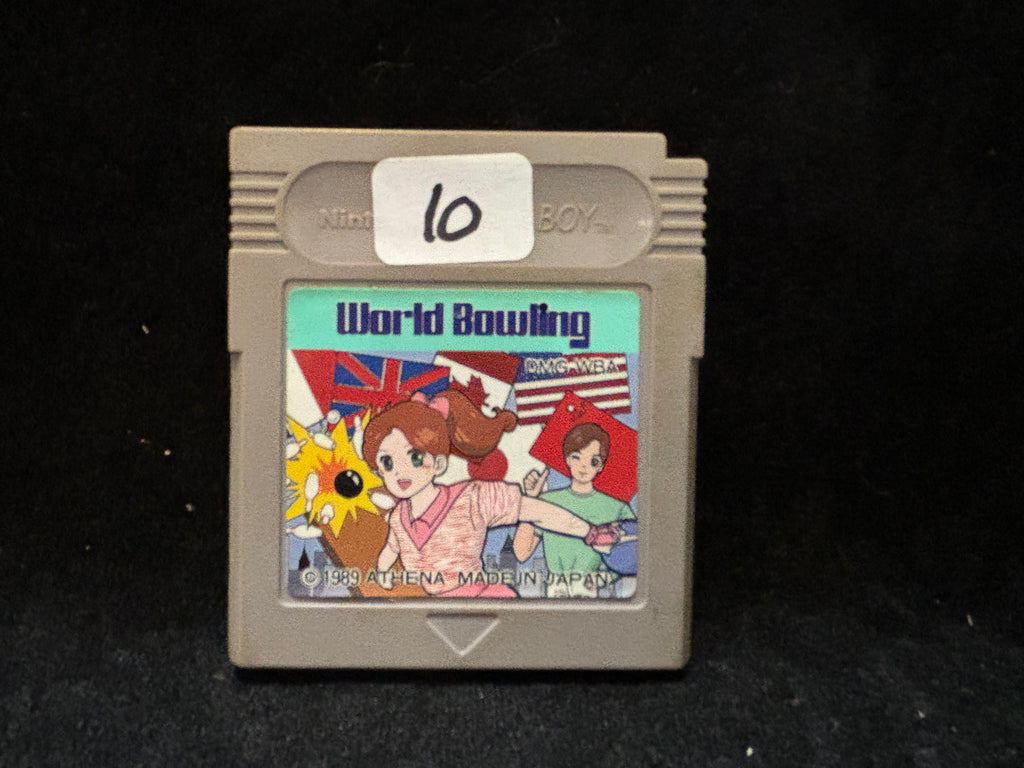 10
BOY
World Bowling
DMG-WBA
© 1989 ATHENA MADE IN JAPAN